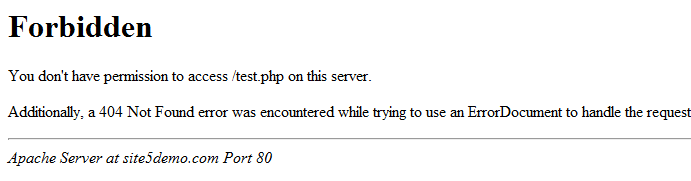 Forbidden
You don't have permission to access /test.php on this server.
Additionally, a 404 Not Found error was encountered while trying to use an ErrorDocument to handle the request
Apache Server at site5demo.com Port 80